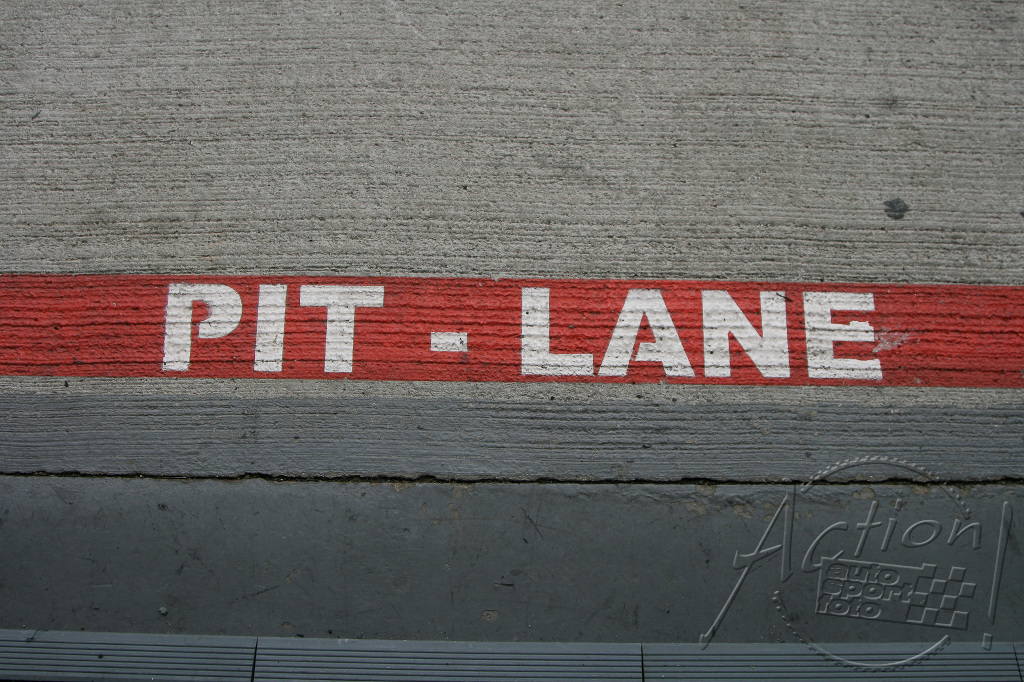 PIT - LANE
Action!
auto
sport
foto